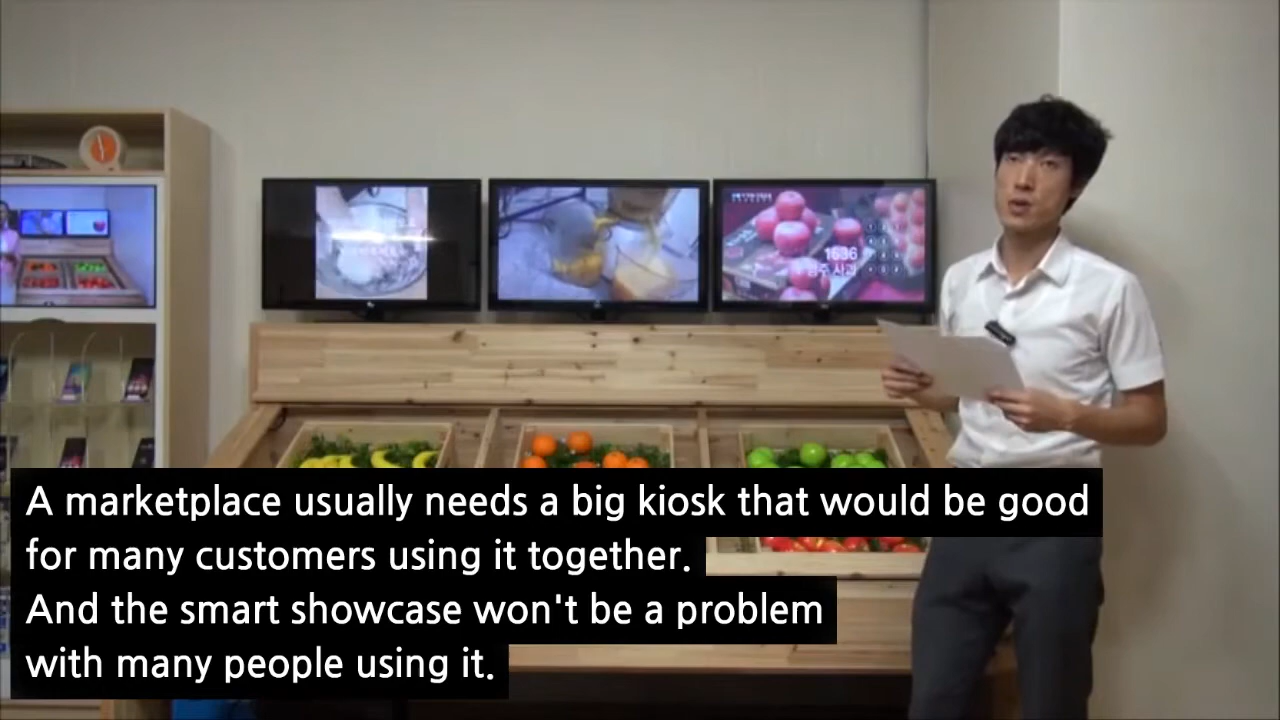 1636
A marketplace usually needs a big kiosk that would be good
for many customers using it together.
And the smart showcase won't be a problem
with many people using it.